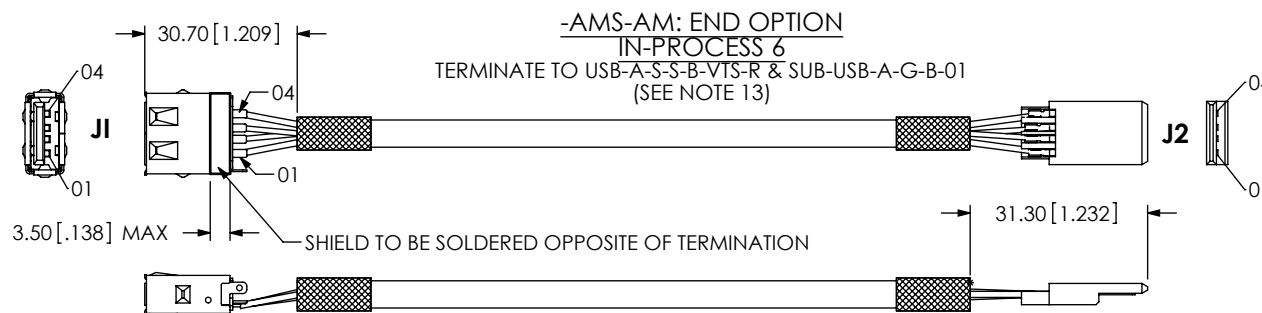 -AMS-AM: END OPTION
IN-PROCESS 6
TERMINATE TO USB-A-S-S-B-VTS-R & SUB-USB-A-G-B-01
(SEE NOTE 13)
30.70 [1.209]
04
J1
01
04
01
J2
3.50 [.138] MAX
SHIELD TO BE SOLDERED OPPOSITE OF TERMINATION
31.30 [1.232]